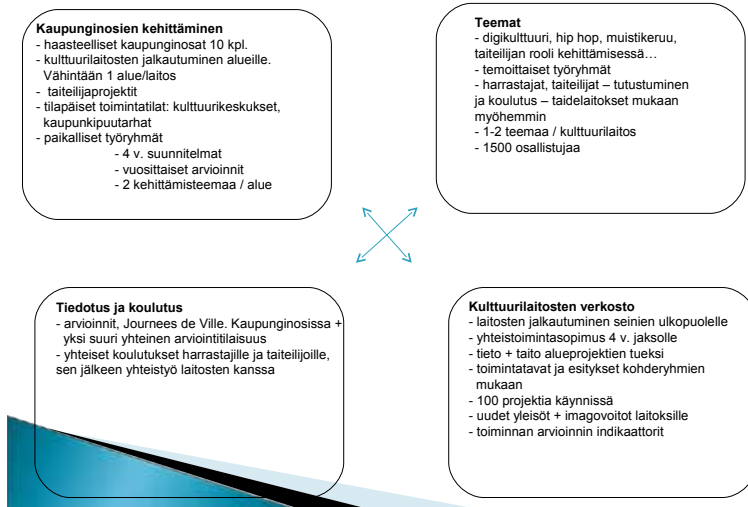 Kaupunginosien kehittäminen
- haasteelliset kaupunginosat 10 kpl.
- kulttuurilaitosten jalkautuminen alueille.
Vähintään 1 alue/laitos
- taiteilijaprojektit
- tilapäiset toimintatilat: kulttuurikeskukset,
kaupunkipuutarhat
- paikalliset työryhmät
- 4 v. suunnitelmat
- vuosittaiset arvioinnit
- 2 kehittämisteemaa / alue
Teemat
- digikulttuuri, hip hop, muistikeruu,
taiteilijan rooli kehittämisessä…
- temoittaiset työryhmät
- harrastajat, taiteilijat – tutustuminen
ja koulutus – taidelaitokset mukaan
myöhemmin
- 1-2 teemaa / kulttuurilaitos
- 1500 osallistujaa
Tiedotus ja koulutus
- arvioinnit, Journees de Ville. Kaupunginosissa +
yksi suuri yhteinen arviointitilaisuus
- yhteiset koulutukset harrastajille ja taiteilijoille,
sen jälkeen yhteistyö laitosten kanssa
Kulttuurilaitosten verkosto
- laitosten jalkautuminen seinien ulkopuolelle
- yhteistoimintasopimus 4 v. jaksolle
- tieto + taito alueprojektien tueksi
- toimintatavat ja esitykset kohderyhmien
mukaan
- 100 projektia käynnissä
- uudet yleisöt + imagovoitot laitoksille
- toiminnan arvioinnin indikaattorit